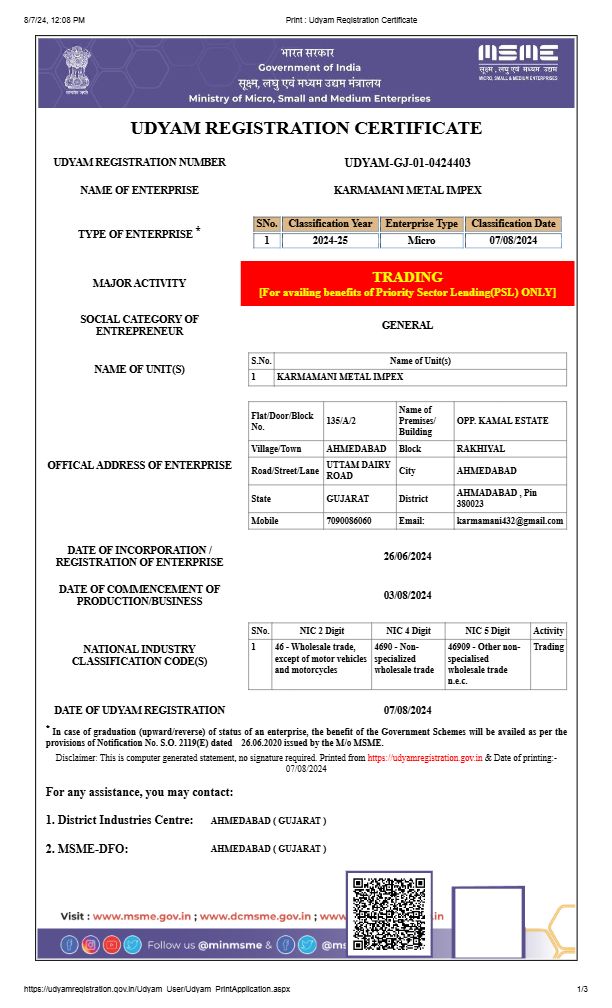 8/7/24, 12:08 PM Print : Udyam Registration Certificate
भारत सरकार
Government of India
सूक्ष्म, लघु एवं मध्यम उद्यम मंत्रालय
Ministry of Micro, Small and Medium Enterprises
सत्यमेव जयते
MSME
सूक्ष्म, लघु एवं मध्यम उद्यम
MICRO, SMALL & MEDIUM ENTERPRISES
UDYAM REGISTRATION CERTIFICATE
UDYAM REGISTRATION NUMBER UDYAM-GJ-01-0424403
NAME OF ENTERPRISE KARMAMANI METAL IMPEX
TYPE OF ENTERPRISE *
SNo. Classification Year Enterprise Type Classification Date
1 2024-25 Micro 07/08/2024
MAJOR ACTIVITY
TRADING
[For availing benefits of Priority Sector Lending(PSL) ONLY]
SOCIAL CATEGORY OF
ENTREPRENEUR
GENERAL
NAME OF UNIT(S)
S.No. Name of Unit(s)
1 KARMAMANI METAL IMPEX
OFFICAL ADDRESS OF ENTERPRISE
Flat/Door/Block
No.
135/A/2
Name of
Premises/
Building
OPP. KAMAL ESTATE
Village/Town AHMEDABAD Block RAKHIYAL
Road/Street/Lane
UTTAM DAIRY
ROAD
City AHMEDABAD
State GUJARAT District
AHMADABAD , Pin
380023
Mobile 7090086060 Email: karmamani432@gmail.com
DATE OF INCORPORATION /
REGISTRATION OF ENTERPRISE
26/06/2024
DATE OF COMMENCEMENT OF
PRODUCTION/BUSINESS
03/08/2024
NATIONAL INDUSTRY
CLASSIFICATION CODE(S)
SNo. NIC 2 Digit NIC 4 Digit NIC 5 Digit Activity
1
46 - Wholesale trade,
except of motor vehicles
and motorcycles
4690 - Non-
specialized
wholesale trade
46909 - Other non-
specialised
wholesale trade
n.e.c.
Trading
DATE OF UDYAM REGISTRATION 07/08/2024
* In case of graduation (upward/reverse) of status of an enterprise, the benefit of the Government Schemes will be availed as per the
provisions of Notification No. S.O. 2119(E) dated 26.06.2020 issued by the M/o MSME.
Disclaimer: This is computer generated statement, no signature required. Printed from https://udyamregistration.gov.in & Date of printing:-
07/08/2024
For any assistance, you may contact:
1. District Industries Centre: AHMEDABAD ( GUJARAT )
2. MSME-DFO: AHMEDABAD ( GUJARAT )
Visit : www.msme.gov.in ; www.dcmsme.gov.in ; www in
Follow us @minmsme & @ms
https://udyamregistration.gov.in/Udyam_User/Udyam_PrintApplication.aspx 1/3